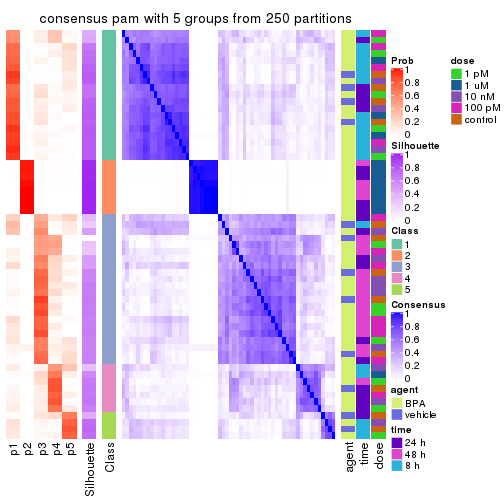 consensus pam with 5 groups from 250 partitions
Prob
1
0.8
0.6
0.4
0.2
0
Silhouette
1
0.8
0.6
0.4
0.2
0
Class
1
2
3
4
5
Consensus
1
0.8
0.6
0.4
0.2
0
agent
BPA
vehicle
time
24 h
48 h
8 h
dose
1 pM
1 uM
10 nM
100 pM
control
p1
p2
p3
p4
p5
Silhouette
Class
agent
time
dose